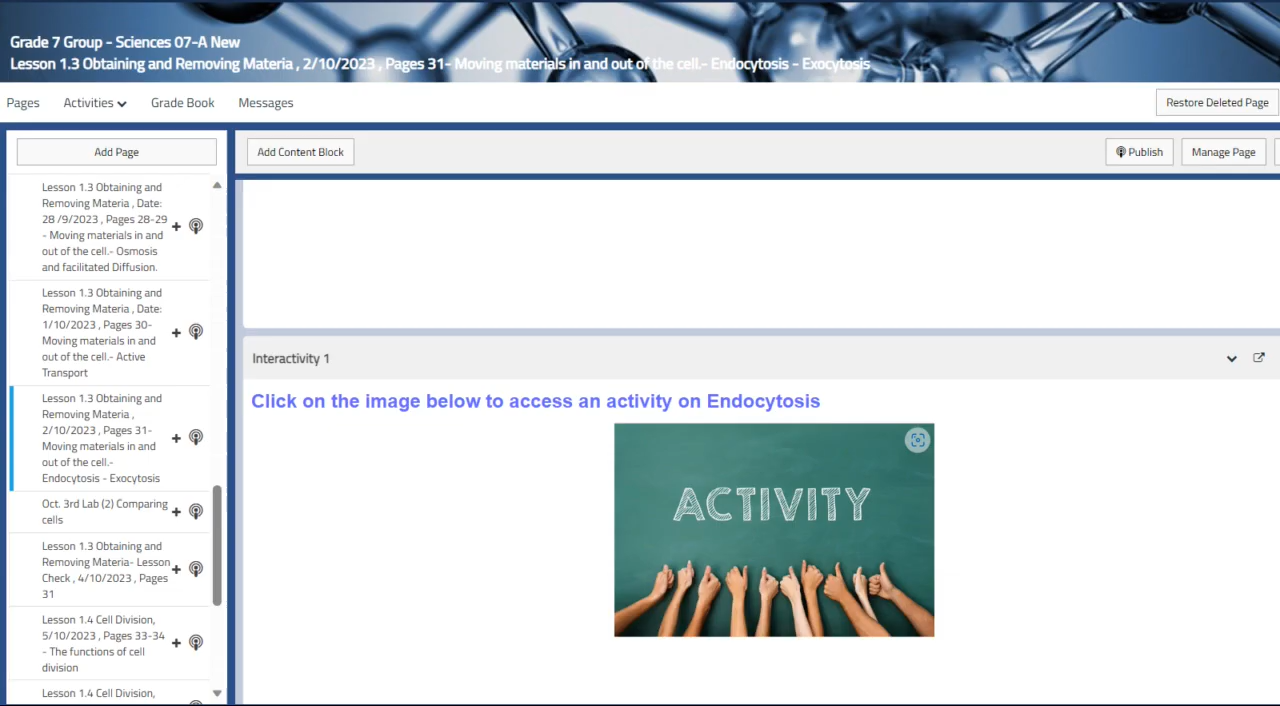 Grade 7 Group - Sciences 07-A New
Lesson 1.3 Obtaining and Removing Materia , 2/10/2023 , Pages 31- Moving materials in and out of the cell.- Endocytosis - Exocytosis
Pages
Activities
Grade Book
Messages
Restore Deleted Page
Add Page
Add Content Block
Publish
Manage Page
Lesson 1.3 Obtaining and
Removing Materia , Date:
28 /9/2023 , Pages 28-29
- Moving materials in and
out of the cell.- Osmosis
and facilitated Diffusion.
Lesson 1.3 Obtaining and
Removing Materia , Date:
1/10/2023 , Pages 30-
Moving materials in and
out of the cell.- Active
Transport
Lesson 1.3 Obtaining and
Removing Materia ,
2/10/2023 , Pages 31-
Moving materials in and
out of the cell.-
Endocytosis - Exocytosis
Oct. 3rd Lab (2) Comparing
cells
Lesson 1.3 Obtaining and
Removing Materia- Lesson
Check , 4/10/2023 , Pages
31
Lesson 1.4 Cell Division,
5/10/2023 , Pages 33-34
- The functions of cell
division
Lesson 1.4 Cell Division,
Interactivity 1
Click on the image below to access an activity on Endocytosis
ACTIVITY